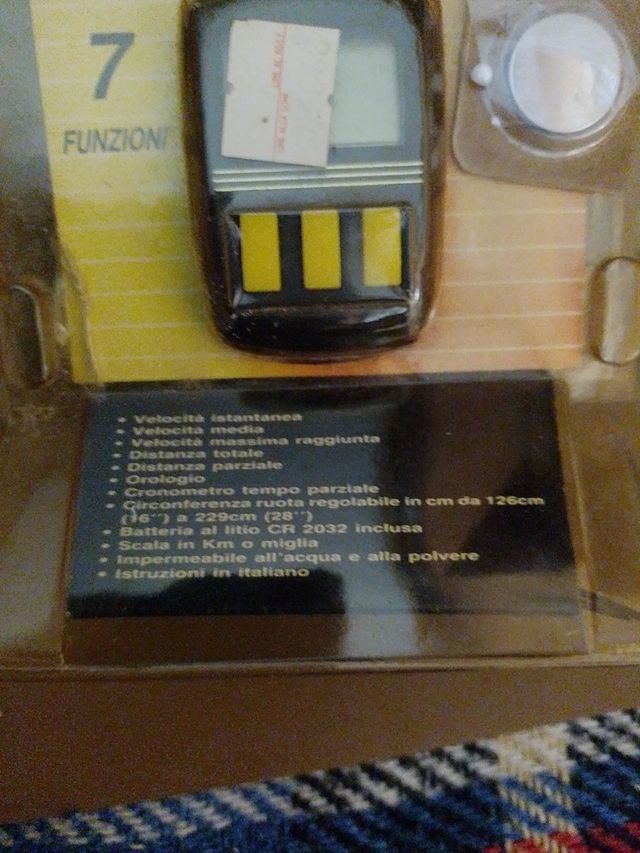 7
FUNZIONI
• Velocità istantanea
• Velocità media
• Velocità massima raggiunta
• Distanza totale
• Distanza parziale
• Orologio
• Cronometro tempo parziale
• Circonferenza ruota regolabile in cm da 126cm
(16'') a 229cm (28'')
• Batteria al litio CR 2032 inclusa
• Scala in Km o miglia
• Impermeabile all'acqua e alla polvere
• Istruzioni in italiano